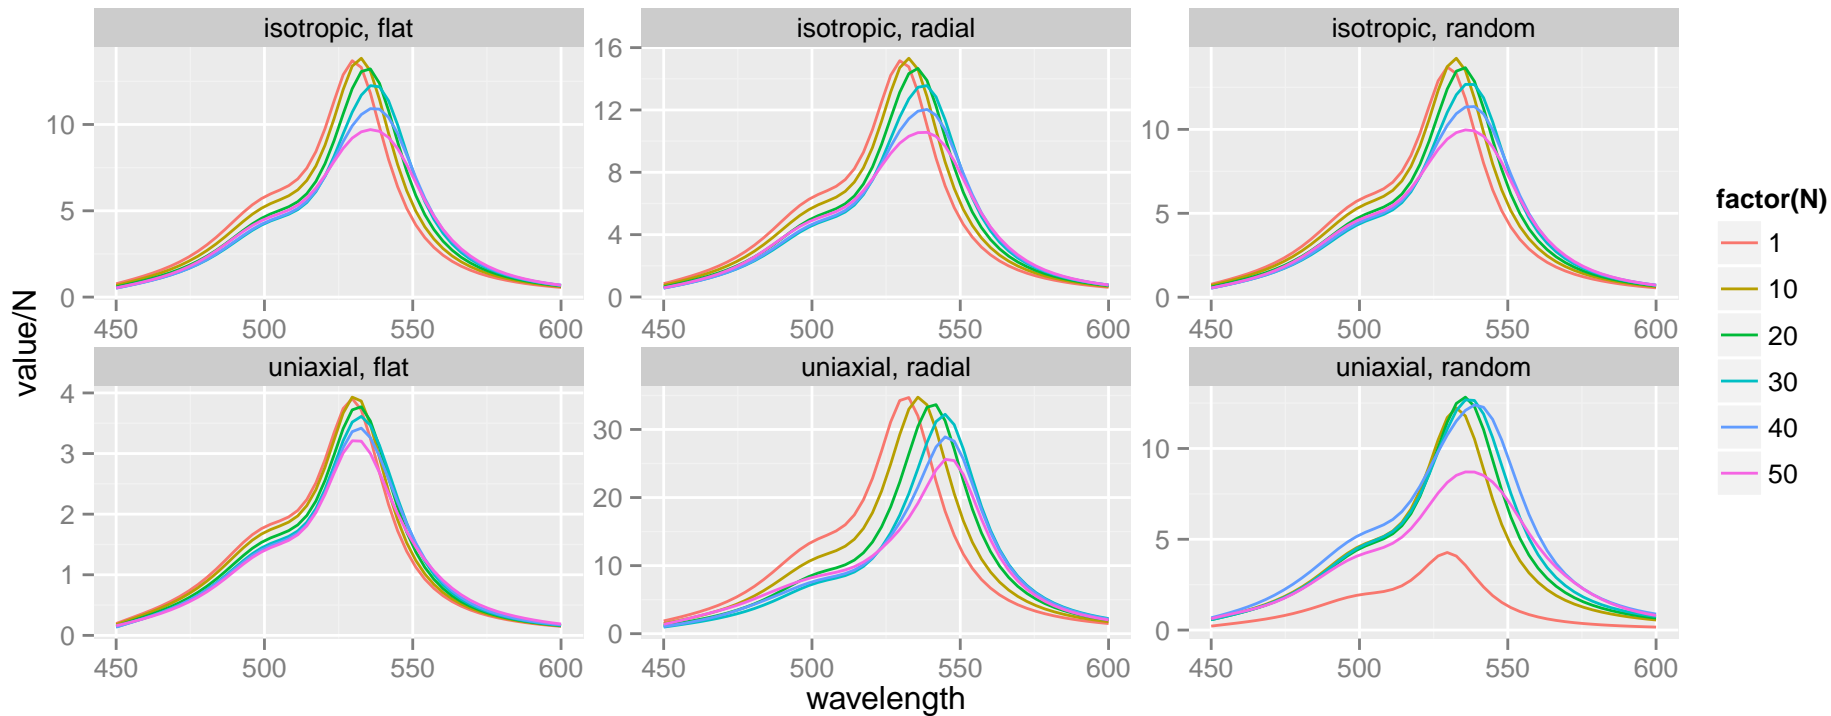 isotropic, flat
isotropic, radial
isotropic, random
16
12
8
4
0
10
5
0
10
5
0
450 500 550 600
450 500 550 600
450 500 550 600
value/N
uniaxial, flat
uniaxial, radial
uniaxial, random
4
3
2
1
0
30
20
10
0
10
5
0
450 500 550 600
450 500 550 600
450 500 550 600
wavelength
factor(N)
1
10
20
30
40
50